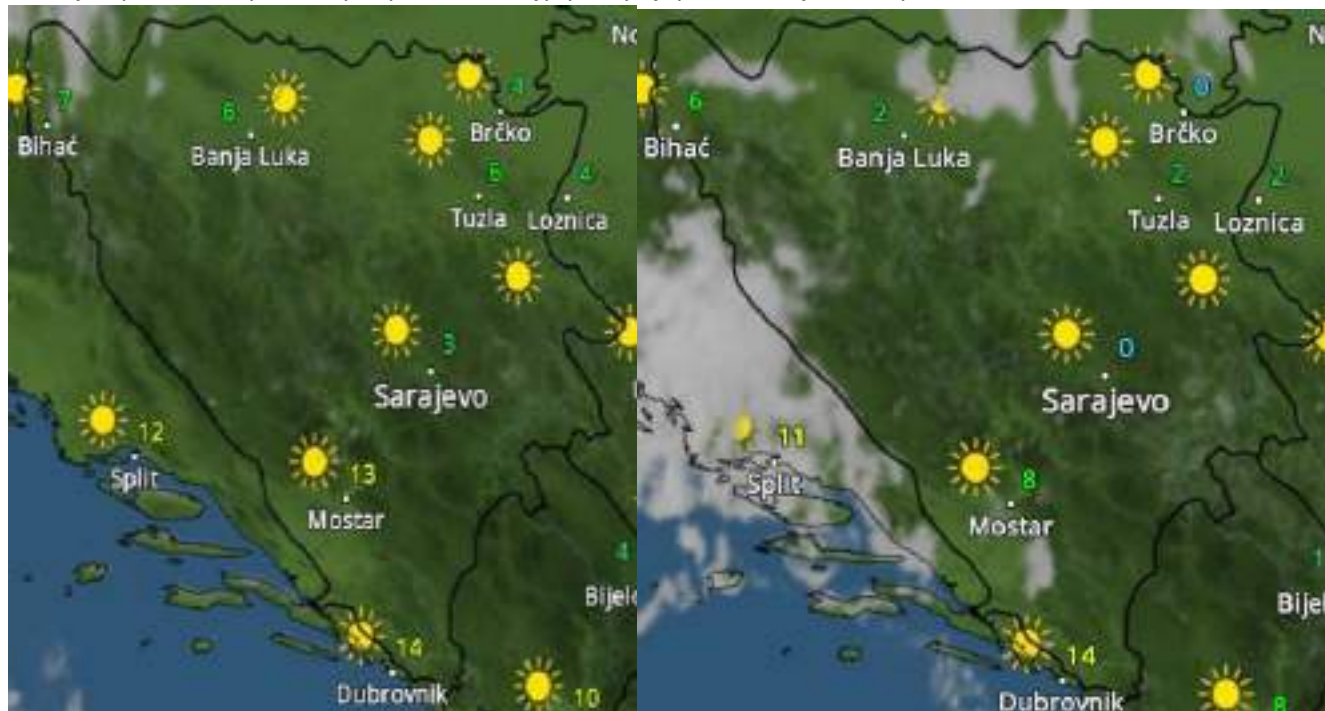 7
Bihać
6
Banja Luka
4
Brčko
Tuzla
4
Loznica
3
Sarajevo
12
Split
13
Mostar
4
14
Dubrovnik
10
6
Bihać
2
Banja Luka
0
Brčko
2
Tuzla
2
Loznica
0
Sarajevo
11
Split
8
Mostar
14
Dubrovnik
8